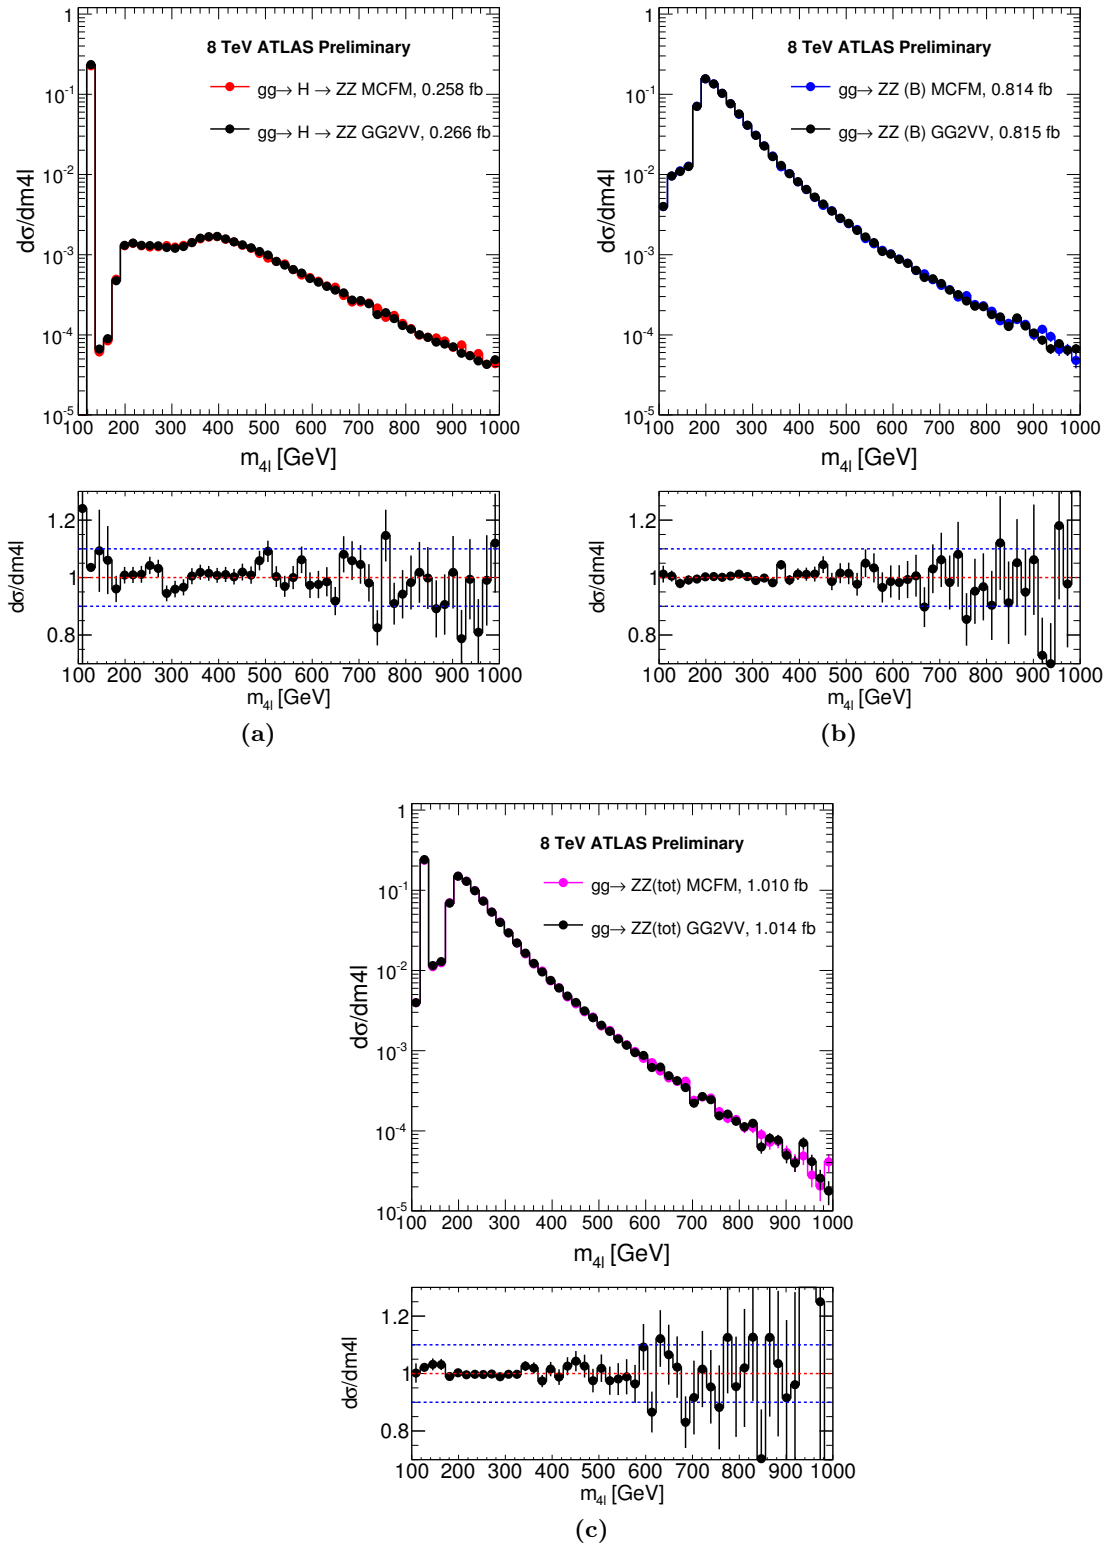 1
10⁻¹
10⁻²
10⁻³
10⁻⁴
10⁻⁵
dσ/dm4l
8 TeV ATLAS Preliminary
gg→ H → ZZ MCFM, 0.258 fb
gg→ H → ZZ GG2VV, 0.266 fb
100 200 300 400 500 600 700 800 900 1000
m₄ₗ [GeV]
1.2
1
0.8
dσ/dm4l
100 200 300 400 500 600 700 800 900 1000
m₄ₗ [GeV]
(a)
1
10⁻¹
10⁻²
10⁻³
10⁻⁴
10⁻⁵
dσ/dm4l
8 TeV ATLAS Preliminary
gg→ ZZ (B) MCFM, 0.814 fb
gg→ ZZ (B) GG2VV, 0.815 fb
100 200 300 400 500 600 700 800 900 1000
m₄ₗ [GeV]
1.2
1
0.8
dσ/dm4l
100 200 300 400 500 600 700 800 900 1000
m₄ₗ [GeV]
(b)
1
10⁻¹
10⁻²
10⁻³
10⁻⁴
10⁻⁵
dσ/dm4l
8 TeV ATLAS Preliminary
gg→ ZZ(tot) MCFM, 1.010 fb
gg→ ZZ(tot) GG2VV, 1.014 fb
100 200 300 400 500 600 700 800 900 1000
m₄ₗ [GeV]
1.2
1
0.8
dσ/dm4l
100 200 300 400 500 600 700 800 900 1000
m₄ₗ [GeV]
(c)